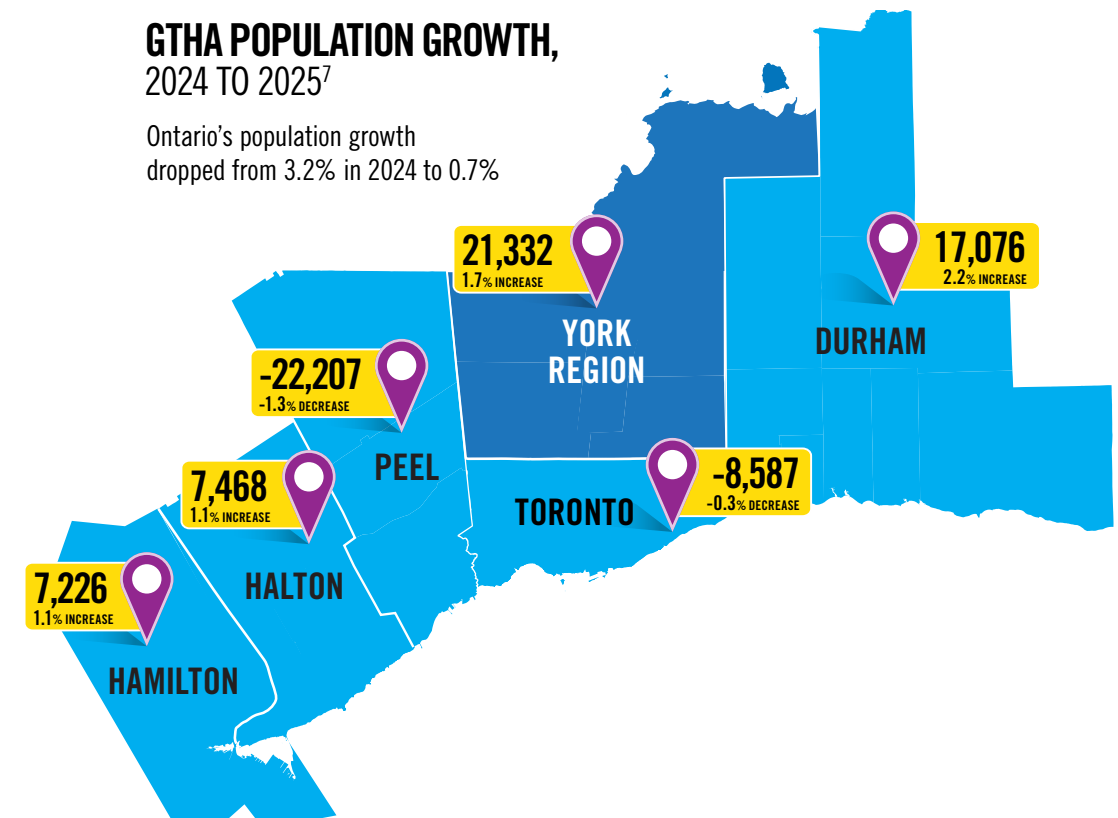 GTHA POPULATION GROWTH,
2024 TO 2025⁷
Ontario's population growth
dropped from 3.2% in 2024 to 0.7%
21,332
1.7% INCREASE
YORK
REGION
17,076
2.2% INCREASE
DURHAM
-22,207
-1.3% DECREASE
PEEL
-8,587
-0.3% DECREASE
TORONTO
7,468
1.1% INCREASE
HALTON
7,226
1.1% INCREASE
HAMILTON